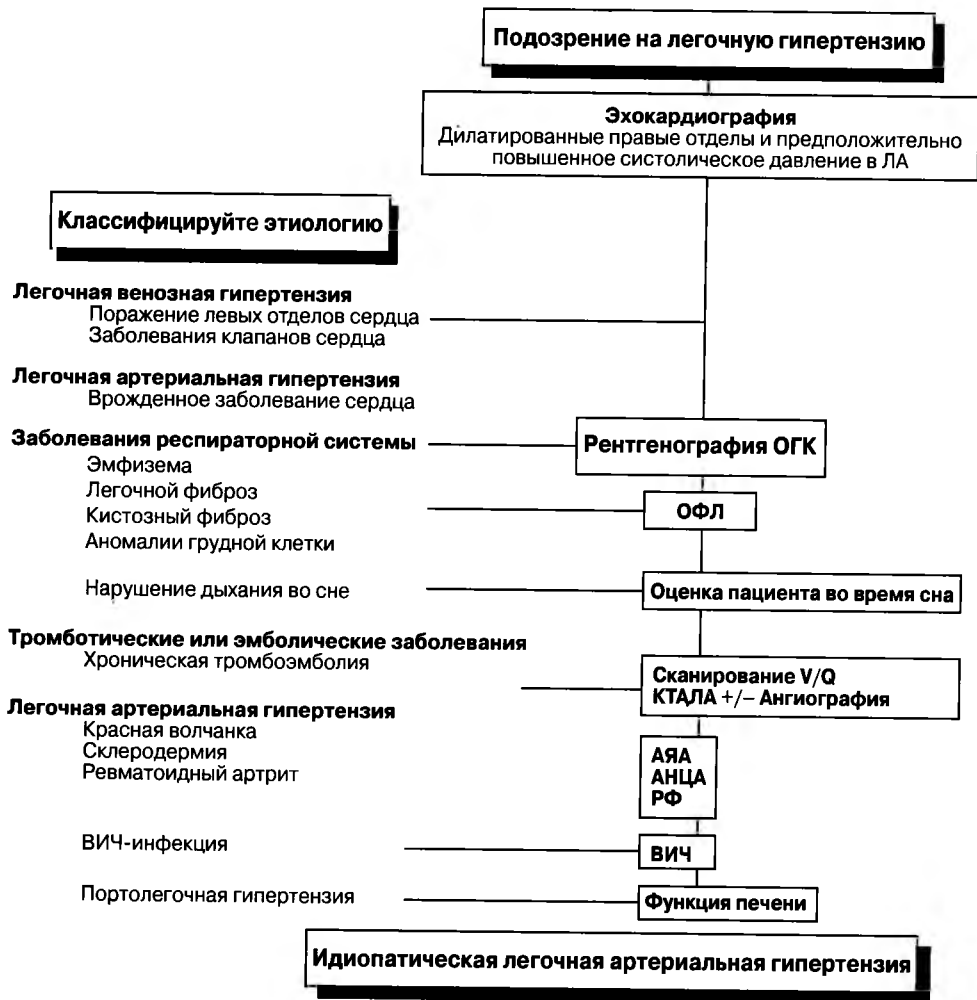 Подозрение на легочную гипертензию
Эхокардиография
Дилатированные правые отделы и предположительно
повышенное систолическое давление в ЛА
Классифицируйте этиологию
Легочная венозная гипертензия
Поражение левых отделов сердца
Заболевания клапанов сердца
Легочная артериальная гипертензия
Врожденное заболевание сердца
Заболевания респираторной системы
Рентгенография ОГК
Эмфизема
Легочной фиброз
Кистозный фиброз
ОФЛ
Аномалии грудной клетки
Нарушение дыхания во сне
Оценка пациента во время сна
Тромботические или эмболические заболевания
Хроническая тромбоэмболия
Сканирование V/Q
КТАЛА +/– Ангиография
Легочная артериальная гипертензия
Красная волчанка
Склеродермия
Ревматоидный артрит
АЯА
АНЦА
РФ
ВИЧ-инфекция
ВИЧ
Портолегочная гипертензия
Функция печени
Идиопатическая легочная артериальная гипертензия